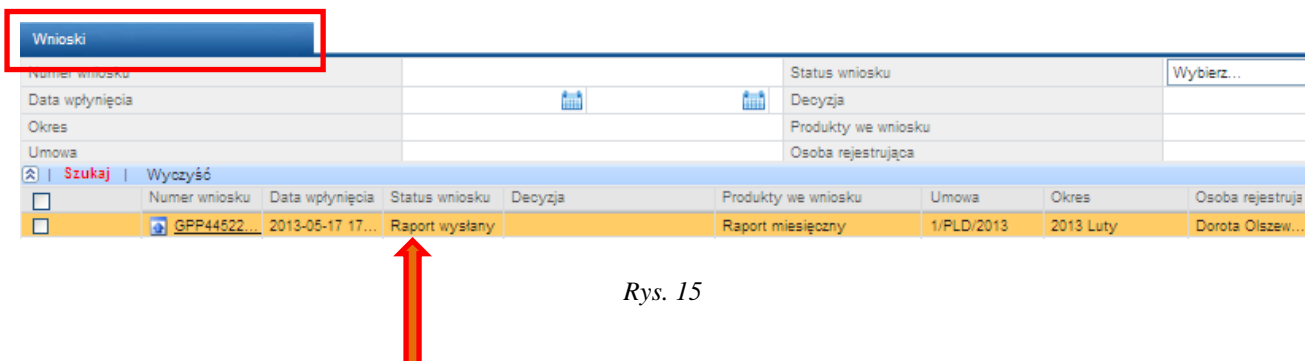 Wnioski
Numer wniosku Status wniosku Wybierz...
Data wpłynięcia Decyzja
Okres Produkty we wniosku
Umowa Osoba rejestrująca
| Szukaj | Wyczyść
Numer wniosku Data wpłynięcia Status wniosku Decyzja Produkty we wniosku Umowa Okres Osoba rejestruja
GPP44522... 2013-05-17 17... Raport wysłany Raport miesięczny 1/PLD/2013 2013 Luty Dorota Olszew...
Rys. 15